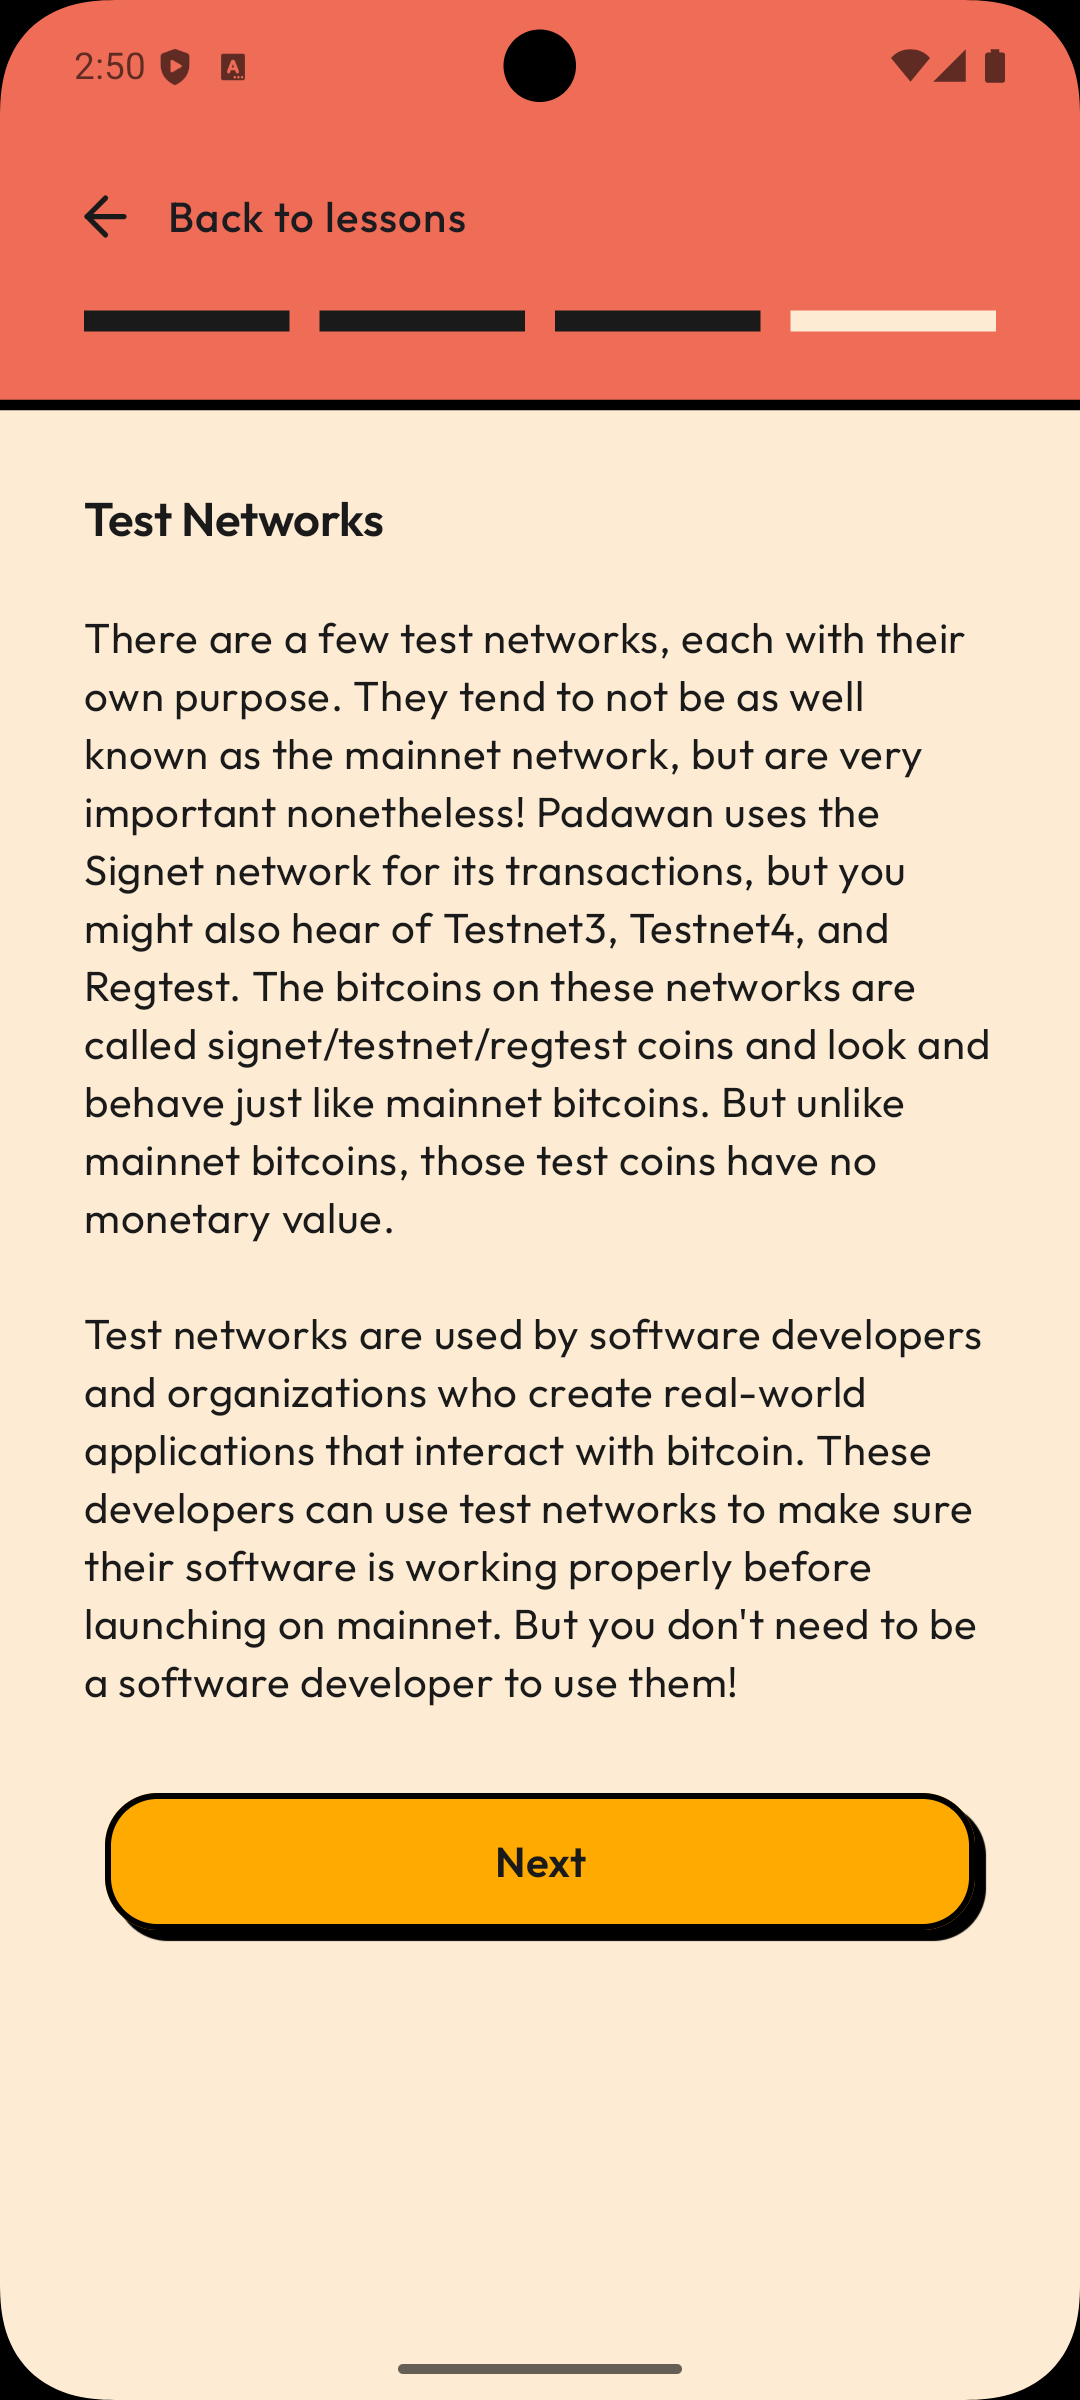 2:50
Back to lessons
Test Networks
There are a few test networks, each with their
own purpose. They tend to not be as well
known as the mainnet network, but are very
important nonetheless! Padawan uses the
Signet network for its transactions, but you
might also hear of Testnet3, Testnet4, and
Regtest. The bitcoins on these networks are
called signet/testnet/regtest coins and look and
behave just like mainnet bitcoins. But unlike
mainnet bitcoins, those test coins have no
monetary value.
Test networks are used by software developers
and organizations who create real-world
applications that interact with bitcoin. These
developers can use test networks to make sure
their software is working properly before
launching on mainnet. But you don't need to be
a software developer to use them!
Next